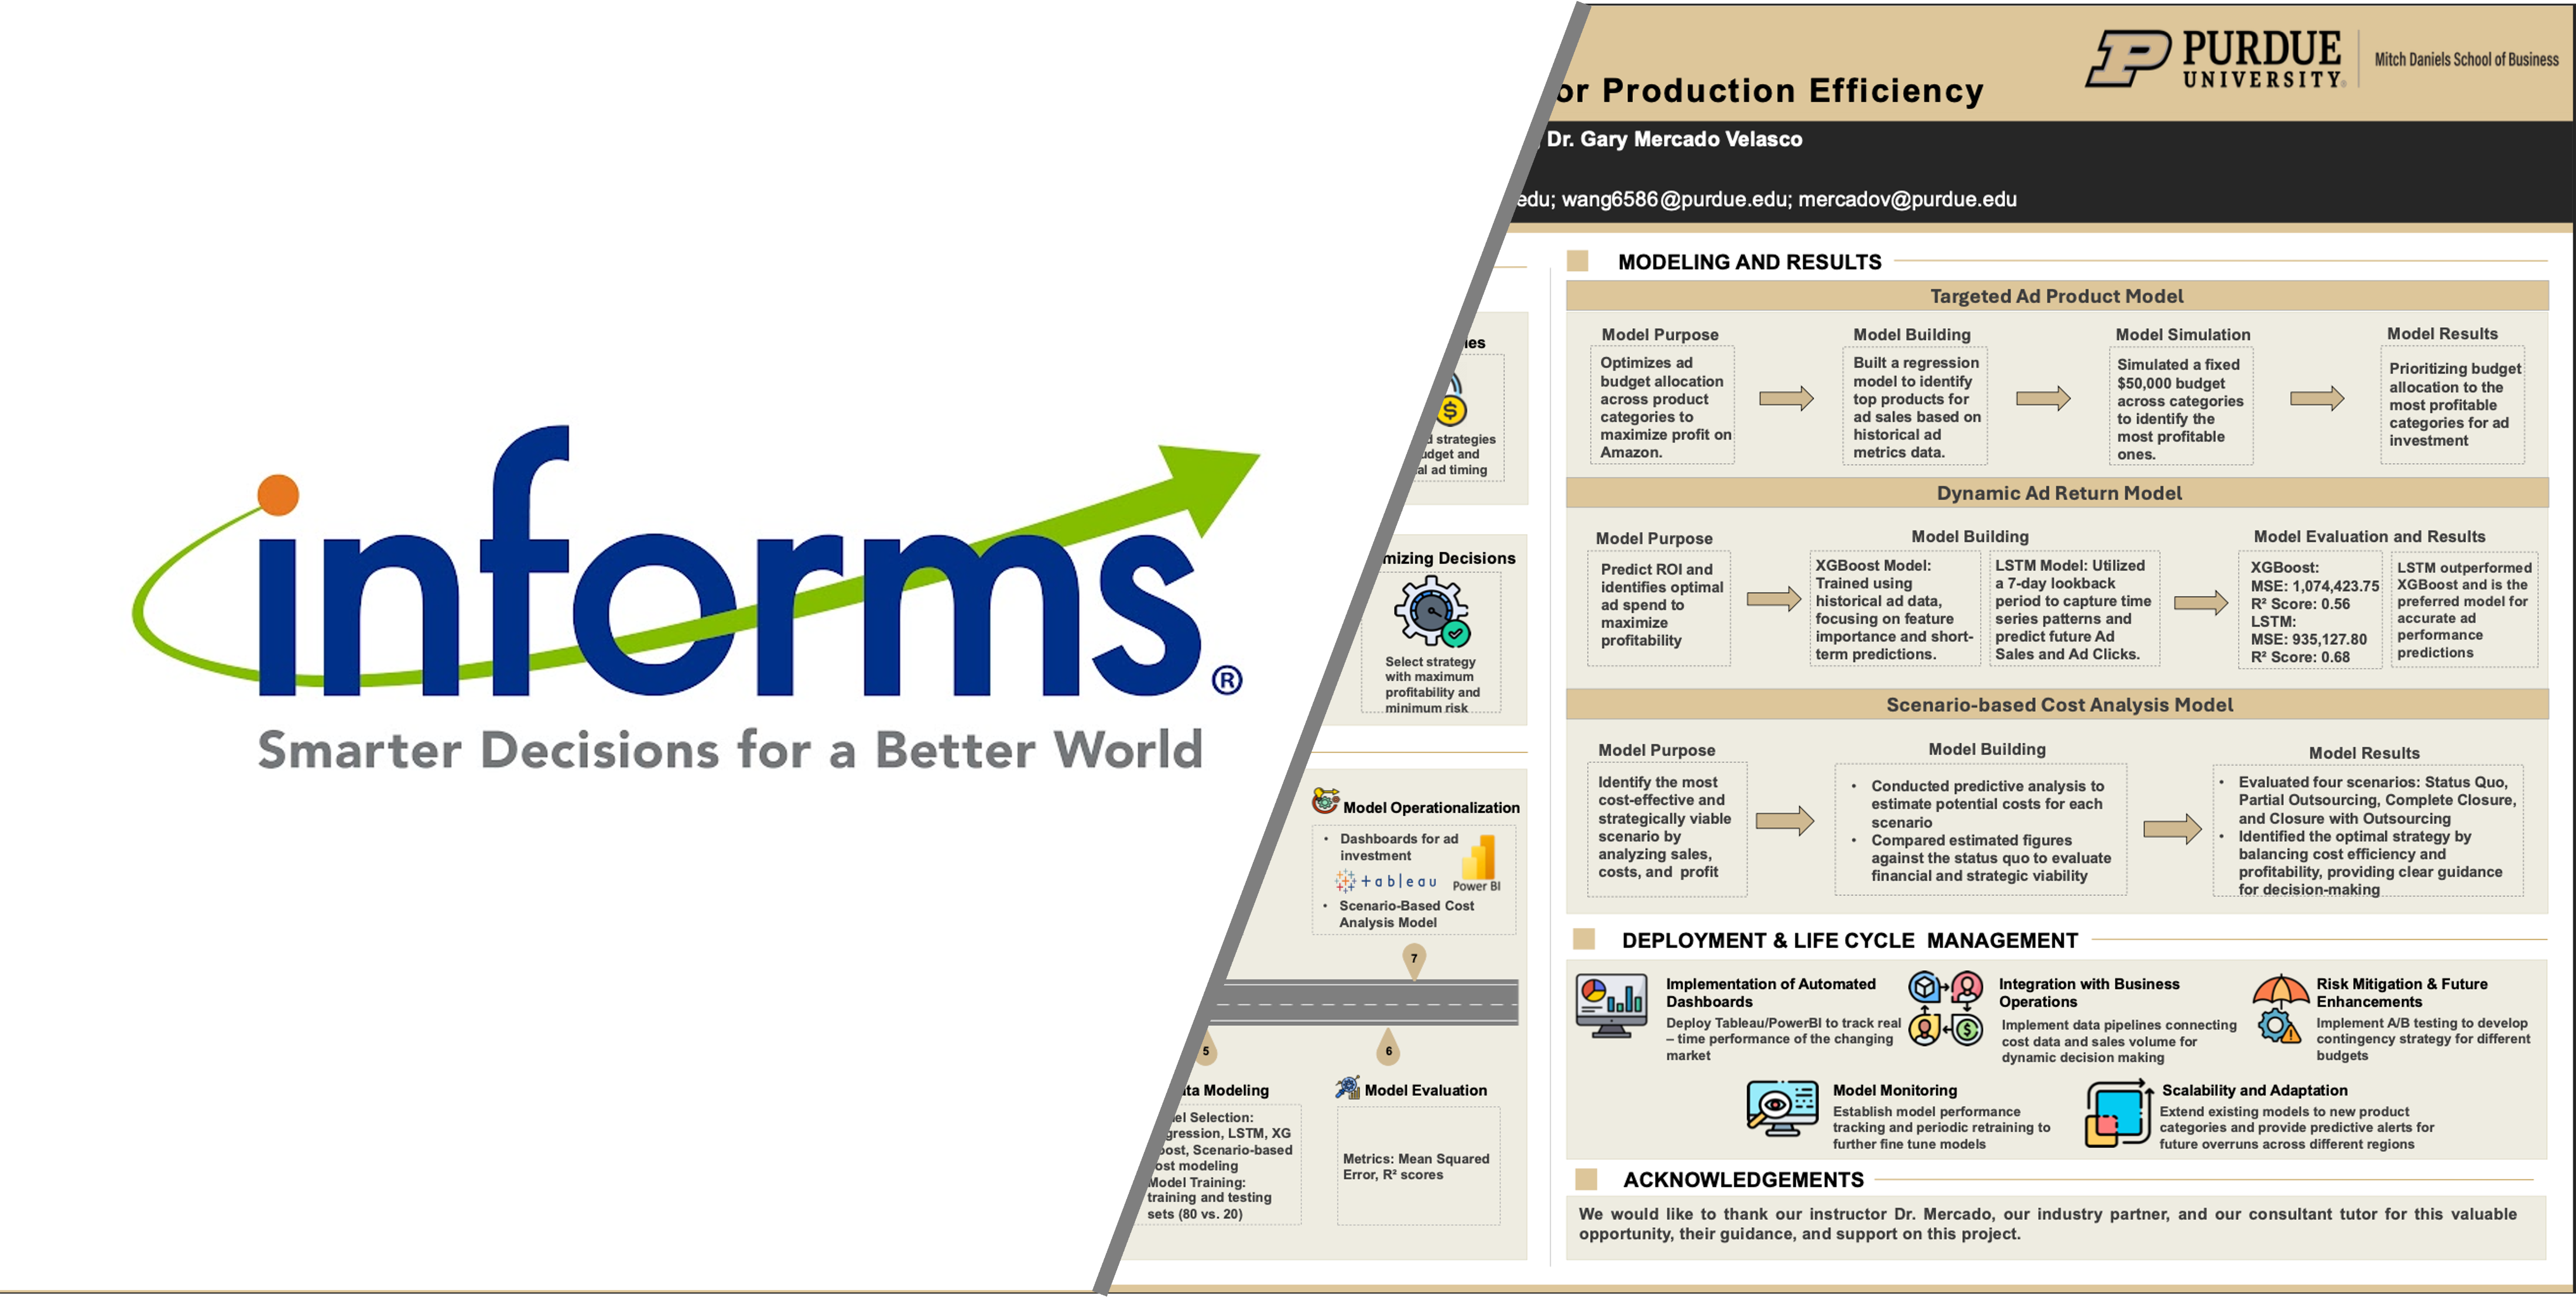 informs®
Smarter Decisions for a Better World
or Production Efficiency
PURDUE
UNIVERSITY®
Mitch Daniels School of Business
Dr. Gary Mercado Velasco
edu; wang6586@purdue.edu; mercadov@purdue.edu
$
strategies
and
al ad timing
mizing Decisions
Select strategy
with maximum
profitability and
minimum risk
Model Operationalization
• Dashboards for ad
investment
+ableau
Power BI
• Scenario-Based Cost
Analysis Model
7
5
6
ta Modeling
el Selection:
gression, LSTM, XG
oost, Scenario-based
ost modeling
Model Training:
training and testing
sets (80 vs. 20)
Model Evaluation
Metrics: Mean Squared
Error, R² scores
MODELING AND RESULTS
Targeted Ad Product Model
Model Purpose
Optimizes ad
budget allocation
across product
categories to
maximize profit on
Amazon.
Model Building
Built a regression
model to identify
top products for
ad sales based on
historical ad
metrics data.
Model Simulation
Simulated a fixed
$50,000 budget
across categories
to identify the
most profitable
ones.
Model Results
Prioritizing budget
allocation to the
most profitable
categories for ad
investment
Dynamic Ad Return Model
Model Purpose
Predict ROI and
identifies optimal
ad spend to
maximize
profitability
Model Building
XGBoost Model:
Trained using
historical ad data,
focusing on feature
importance and short-
term predictions.
LSTM Model: Utilized
a 7-day lookback
period to capture time
series patterns and
predict future Ad
Sales and Ad Clicks.
Model Evaluation and Results
XGBoost:
MSE: 1,074,423.75
R² Score: 0.56
LSTM:
MSE: 935,127.80
R² Score: 0.68
LSTM outperformed
XGBoost and is the
preferred model for
accurate ad
performance
predictions
Scenario-based Cost Analysis Model
Model Purpose
Identify the most
cost-effective and
strategically viable
scenario by
analyzing sales,
costs, and profit
Model Building
• Conducted predictive analysis to
estimate potential costs for each
scenario
• Compared estimated figures
against the status quo to evaluate
financial and strategic viability
Model Results
• Evaluated four scenarios: Status Quo,
Partial Outsourcing, Complete Closure,
and Closure with Outsourcing
• Identified the optimal strategy by
balancing cost efficiency and
profitability, providing clear guidance
for decision-making
DEPLOYMENT & LIFE CYCLE MANAGEMENT
Implementation of Automated
Dashboards
Deploy Tableau/PowerBI to track real
– time performance of the changing
market
Integration with Business
Operations
Implement data pipelines connecting
cost data and sales volume for
dynamic decision making
Risk Mitigation & Future
Enhancements
Implement A/B testing to develop
contingency strategy for different
budgets
Model Monitoring
Establish model performance
tracking and periodic retraining to
further fine tune models
Scalability and Adaptation
Extend existing models to new product
categories and provide predictive alerts for
future overruns across different regions
ACKNOWLEDGEMENTS
We would like to thank our instructor Dr. Mercado, our industry partner, and our consultant tutor for this valuable
opportunity, their guidance, and support on this project.